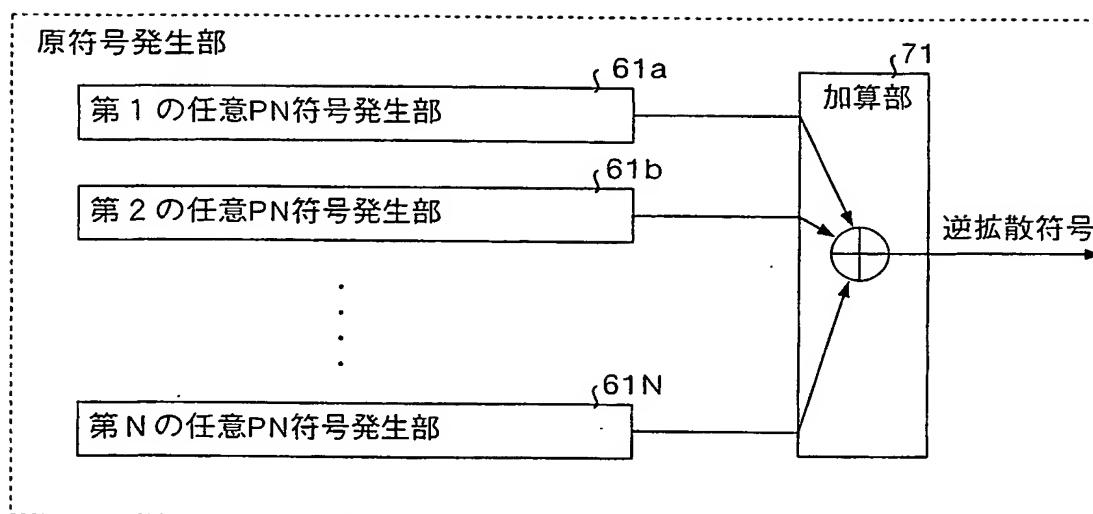 原符号発生部
61a
第1の任意PN符号発生部
61b
第2の任意PN符号発生部
61N
第Nの任意PN符号発生部
71
加算部
逆拡散符号